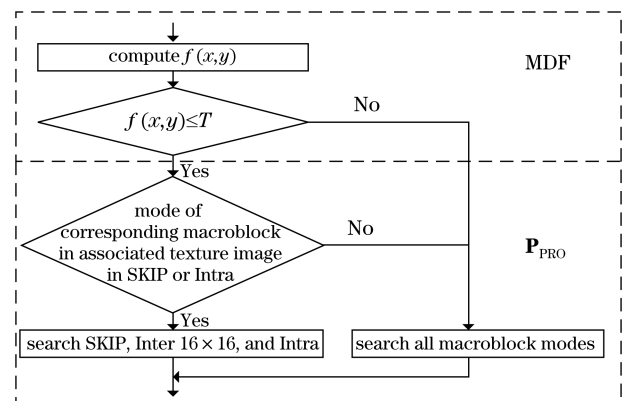 compute f (x,y)
MDF
f (x,y)≤T
No
Yes
mode of
corresponding macroblock
in associated texture image
in SKIP or Intra
No
P_PRO
Yes
search SKIP, Inter 16 × 16, and Intra
search all macroblock modes